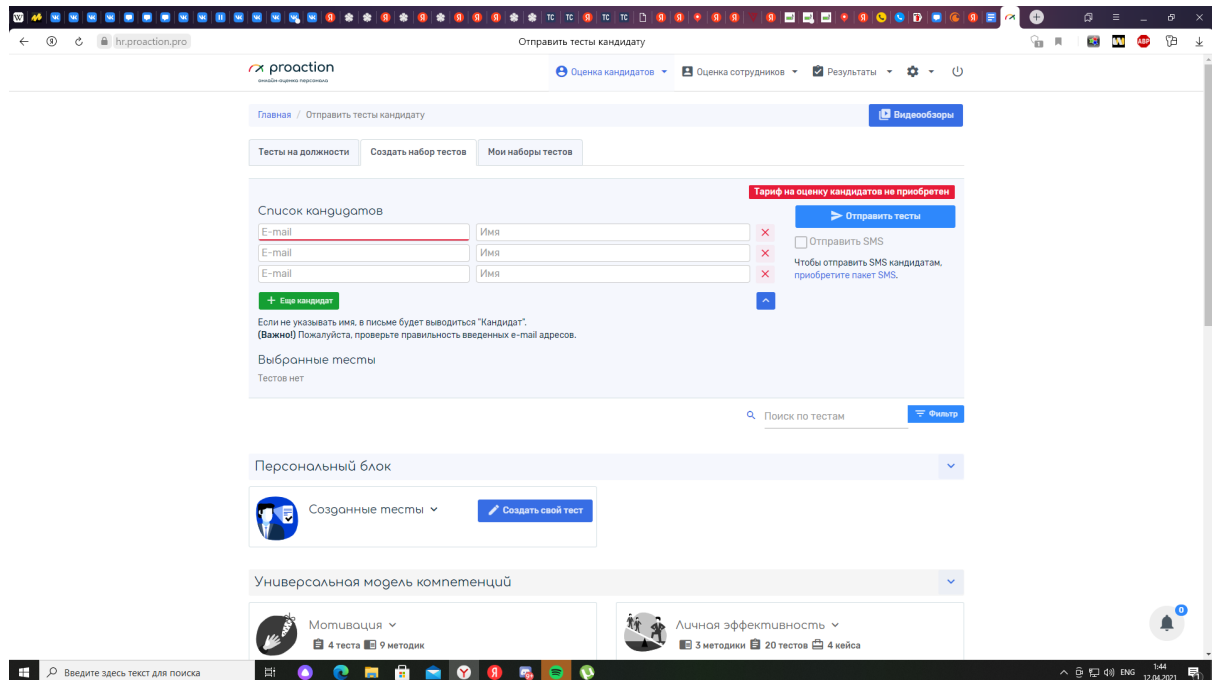 hr.proaction.pro
Отправить тесты кандидату
ABP
proaction
онлайн-оценка персонала
Оценка кандидатов
Оценка сотрудников
Результаты
Главная / Отправить тесты кандидату
Видеообзоры
Тесты на должности
Создать набор тестов
Мои наборы тестов
Тариф на оценку кандидатов не приобретен
Список кандидатов
Отправить тесты
E-mail
Имя
Отправить SMS
E-mail
Имя
Чтобы отправить SMS кандидатам,
приобретите пакет SMS.
E-mail
Имя
+ Еще кандидат
Если не указывать имя, в письме будет выводиться "Кандидат".
(Важно!) Пожалуйста, проверьте правильность введенных e-mail адресов.
Выбранные тесты
Тестов нет
Поиск по тестам
Фильтр
Персональный блок
Созданные тесты
Создать свой тест
Универсальная модель компетенций
Мотивация
4 теста 9 методик
Личная эффективность
3 методики 20 тестов 4 кейса
0
Введите здесь текст для поиска
ENG
1:44
12.04.2021